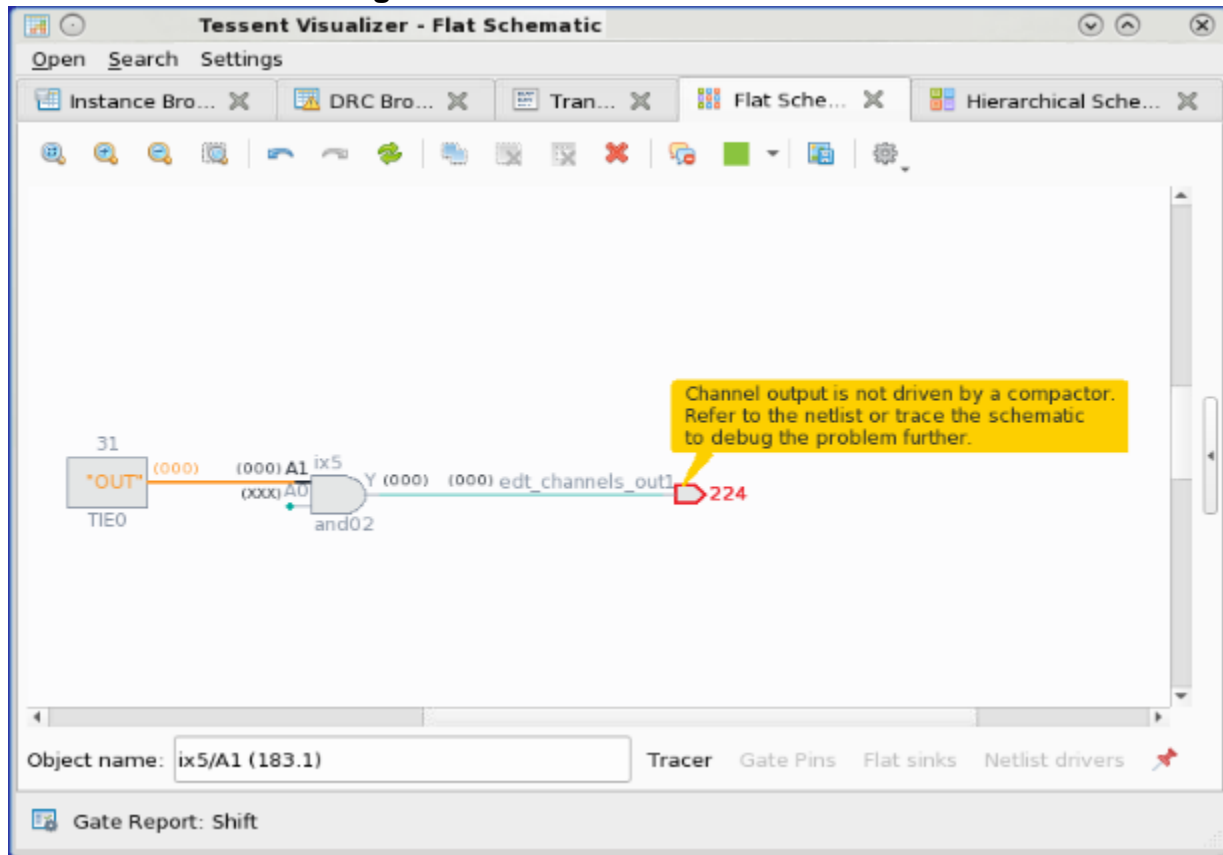 Tessent Visualizer - Flat Schematic
Open Search Settings
Instance Bro... DRC Bro... Tran... Flat Sche... Hierarchical Sche...
Channel output is not driven by a compactor.
Refer to the netlist or trace the schematic
to debug the problem further.
31
"OUT" (000) (000) A1 ix5 Y (000) (000) edt_channels_out1 224
(XXX) A0
TIE0 and02
Object name: ix5/A1 (183.1) Tracer Gate Pins Flat sinks Netlist drivers
Gate Report: Shift